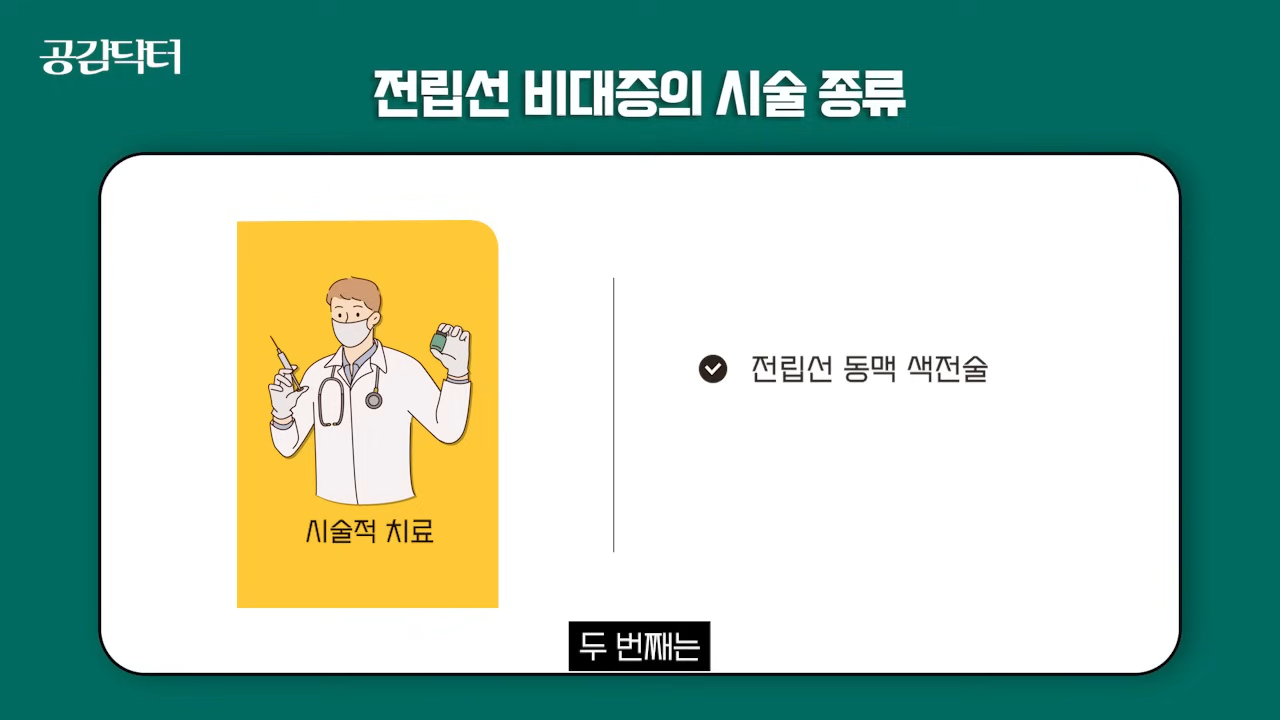 공감닥터
전립선 비대증의 시술 종류
전립선 동맥 색전술
시술적 치료
두 번째는